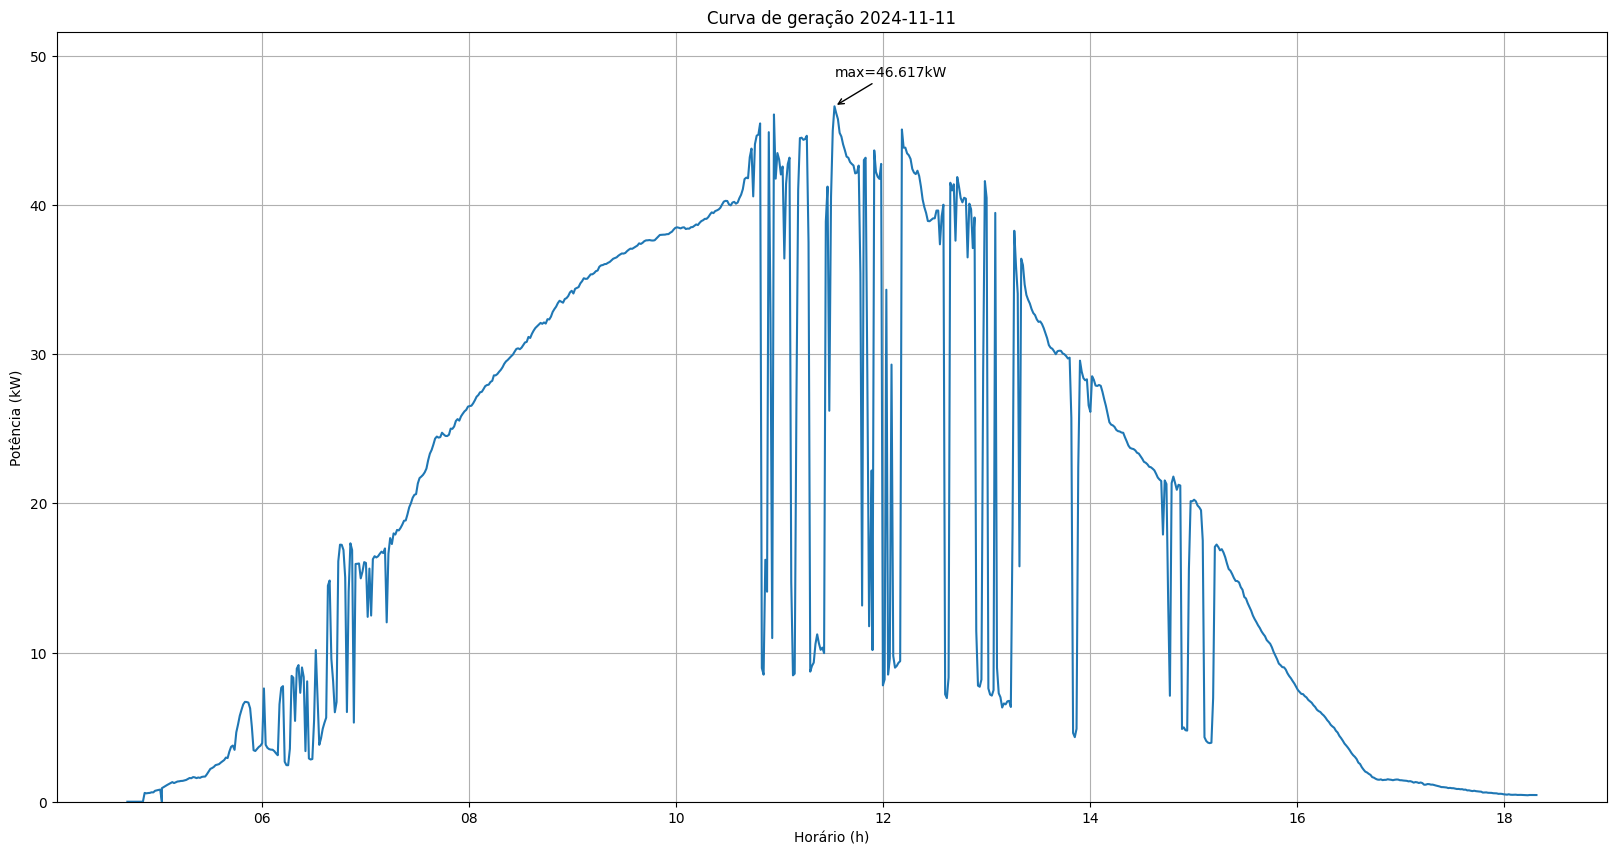 Curva de geração 2024-11-11
50
max=46.617kW
40
30
Potência (kW)
20
10
0
06 08 10 12 14 16 18
Horário (h)